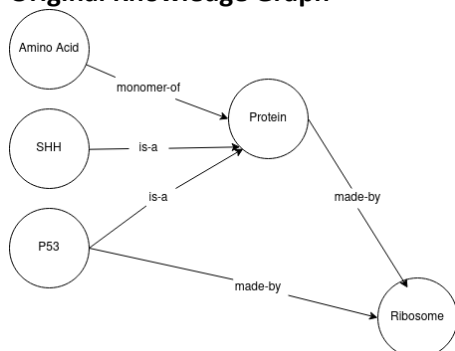 Original Knowledge Graph
Amino Acid
monomer-of
Protein
SHH
is-a
is-a
made-by
P53
made-by
Ribosome